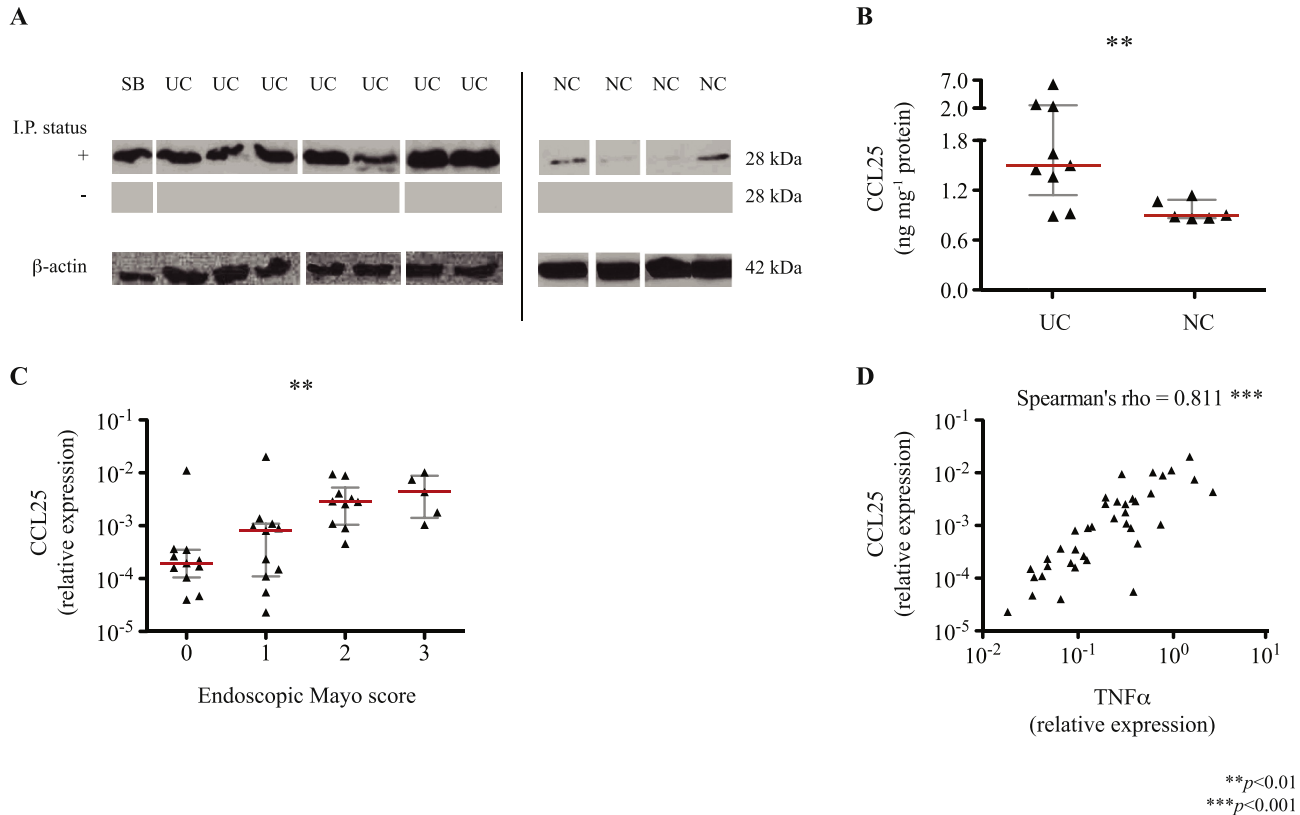 A
SB UC UC UC UC UC UC UC NC NC NC NC
I.P. status
+ 28 kDa
- 28 kDa
β-actin 42 kDa
B
**
7.0
2.0
1.8
1.2
0.6
0.0
CCL25
(ng mg⁻¹ protein)
UC NC
C
**
10⁻¹
10⁻²
10⁻³
10⁻⁴
10⁻⁵
CCL25
(relative expression)
0 1 2 3
Endoscopic Mayo score
D
Spearman's rho = 0.811 ***
10⁻¹
10⁻²
10⁻³
10⁻⁴
10⁻⁵
CCL25
(relative expression)
10⁻² 10⁻¹ 10⁰ 10¹
TNFα
(relative expression)
**p<0.01
***p<0.001